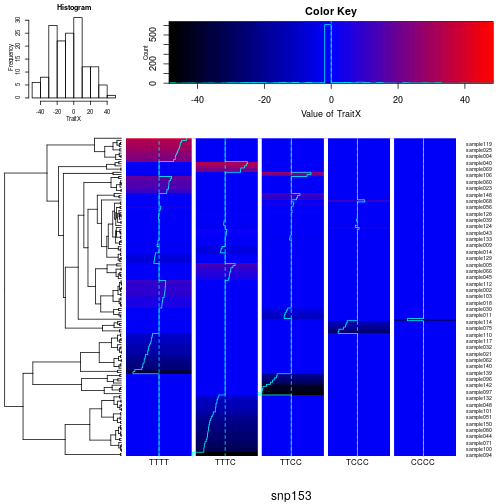 Histogram
Frequency
0 5 10 15 20 25 30
-40 -20 0 20 40
TraitX
Color Key
Count
0 200 500
-40 -20 0 20 40
Value of TraitX
sample119
sample025
sample004
sample040
sample069
sample106
sample060
sample023
sample148
sample068
sample056
sample128
sample039
sample124
sample043
sample133
sample009
sample014
sample129
sample005
sample066
sample045
sample112
sample002
sample103
sample018
sample030
sample011
sample114
sample075
sample110
sample117
sample032
sample021
sample062
sample140
sample139
sample096
sample142
sample097
sample132
sample048
sample101
sample051
sample150
sample080
sample044
sample071
sample100
sample094
TTTT TTTC TTCC TCCC CCCC
snp153